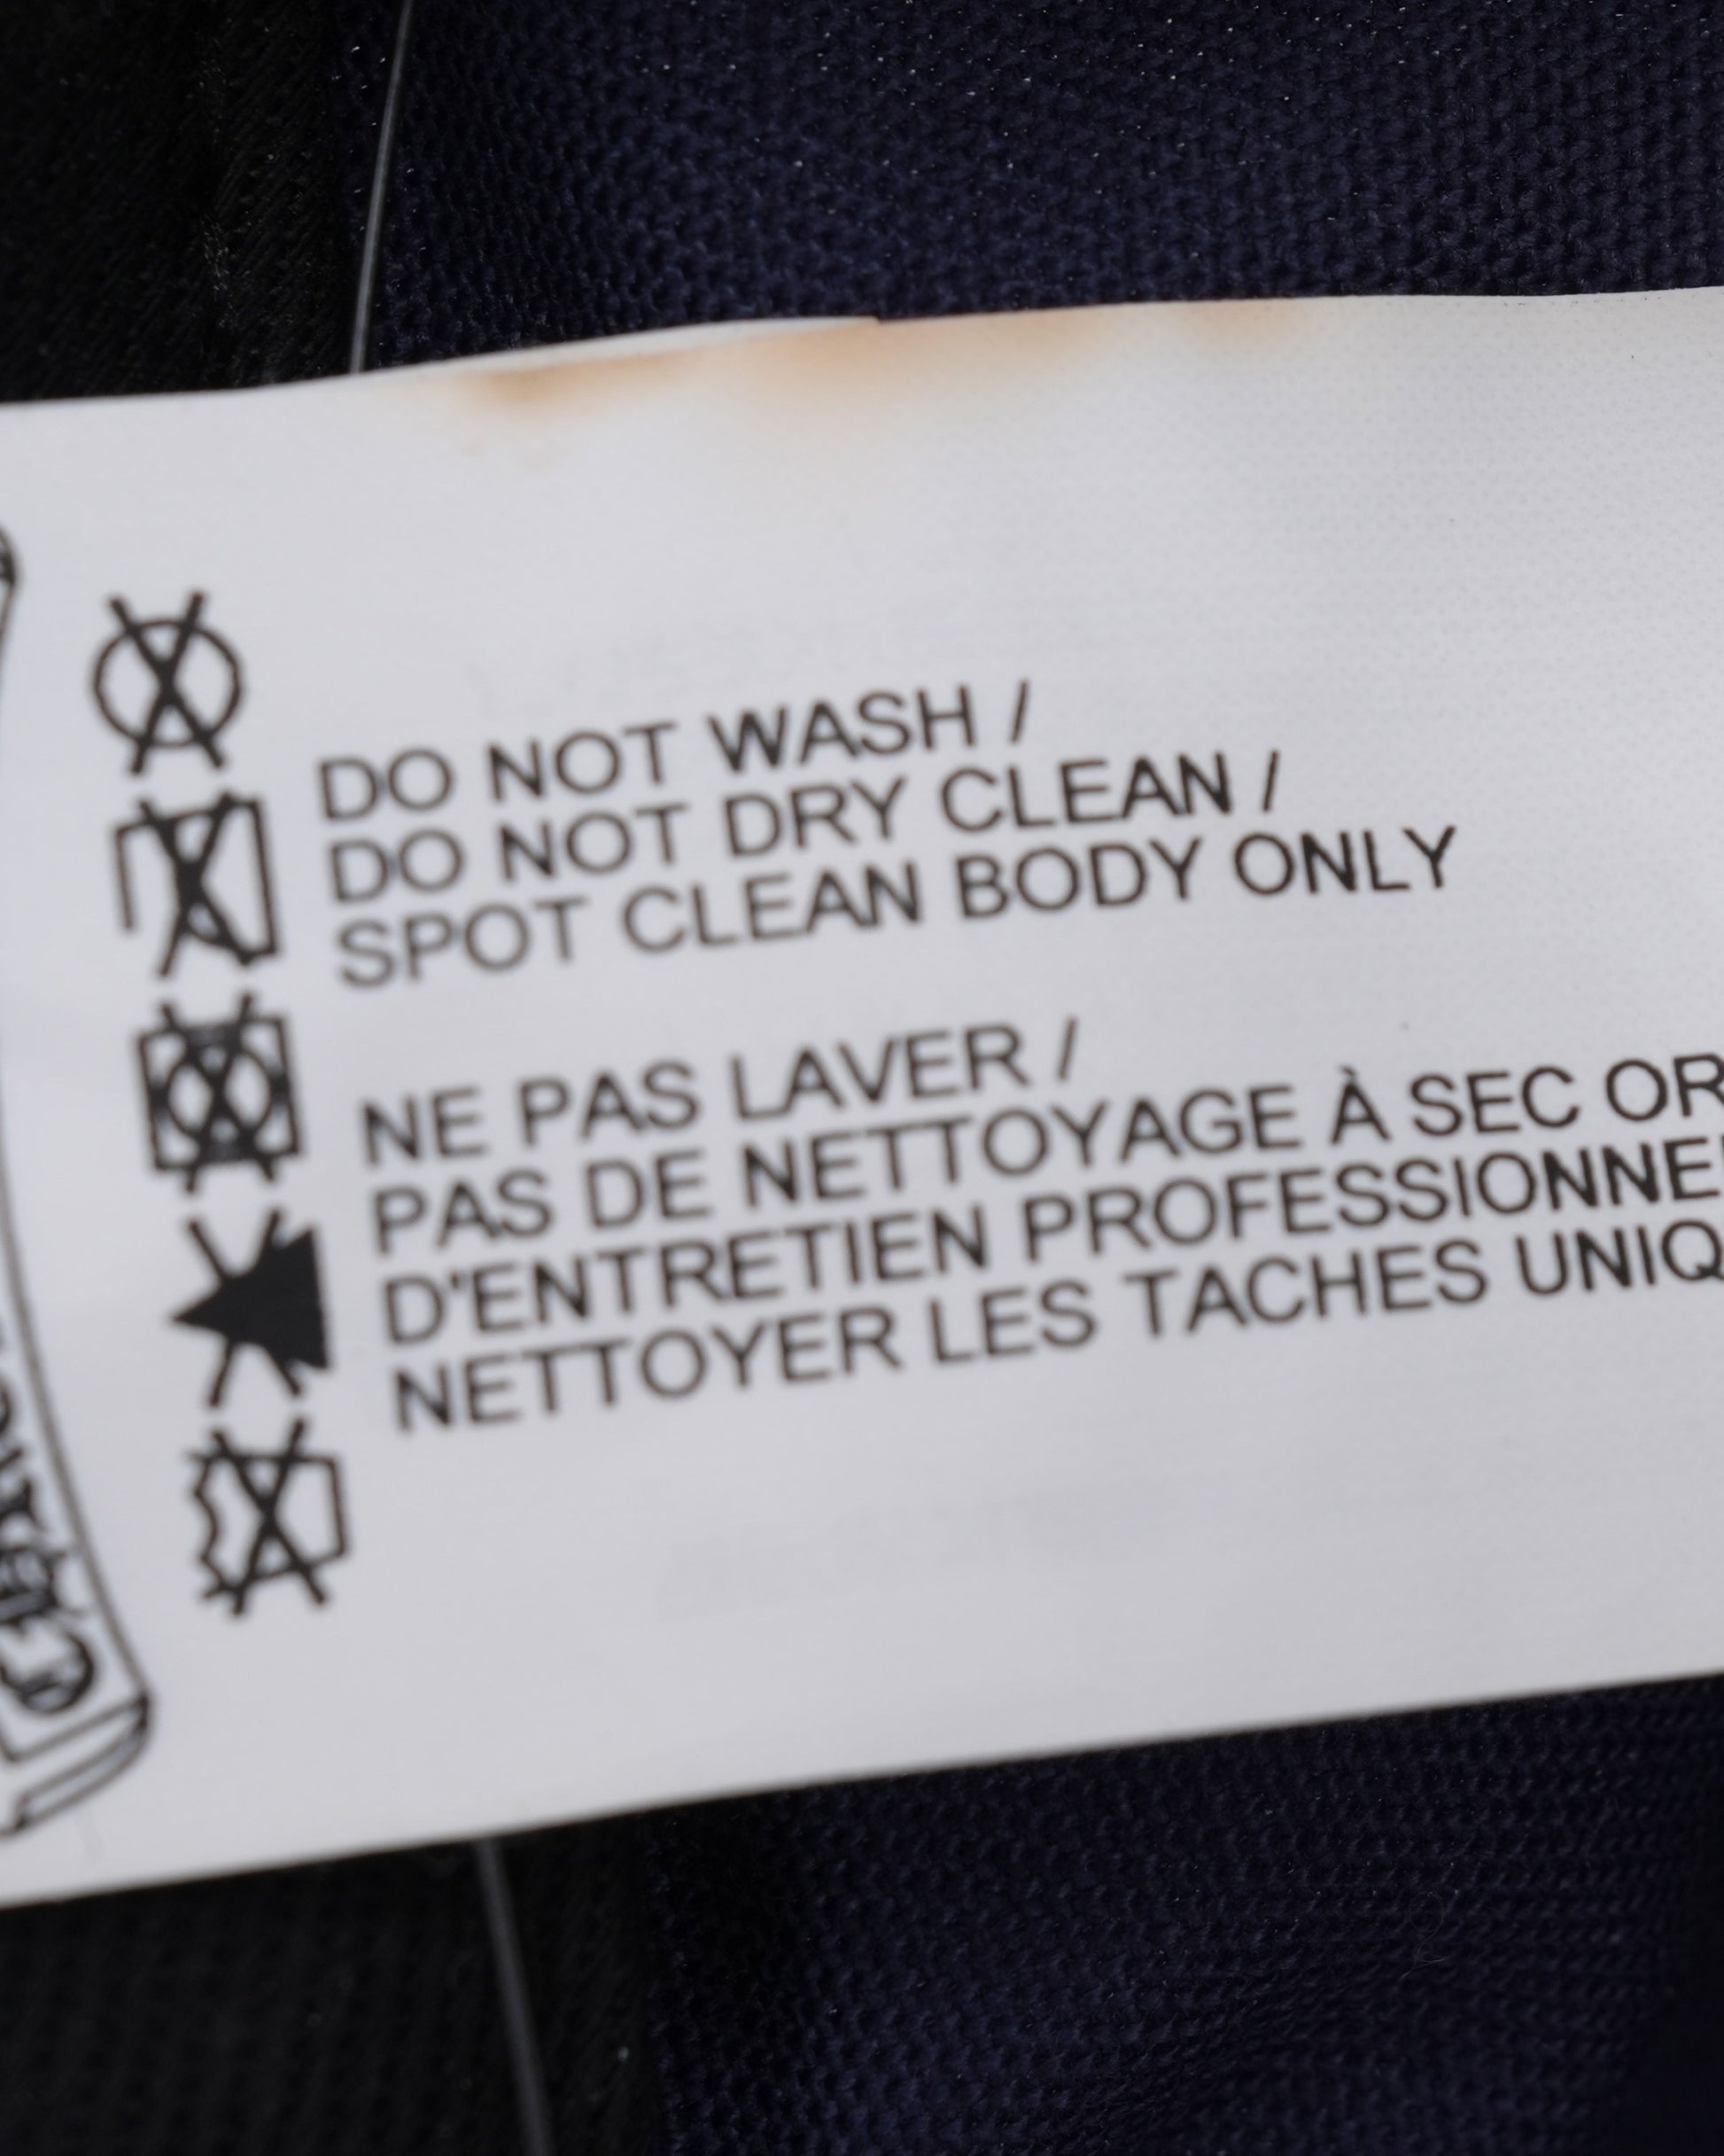 DO NOT WASH /
DO NOT DRY CLEAN /
SPOT CLEAN BODY ONLY
NE PAS LAVER /
PAS DE NETTOYAGE À SEC OR
D'ENTRETIEN PROFESSIONNEL
NETTOYER LES TACHES UNIQ